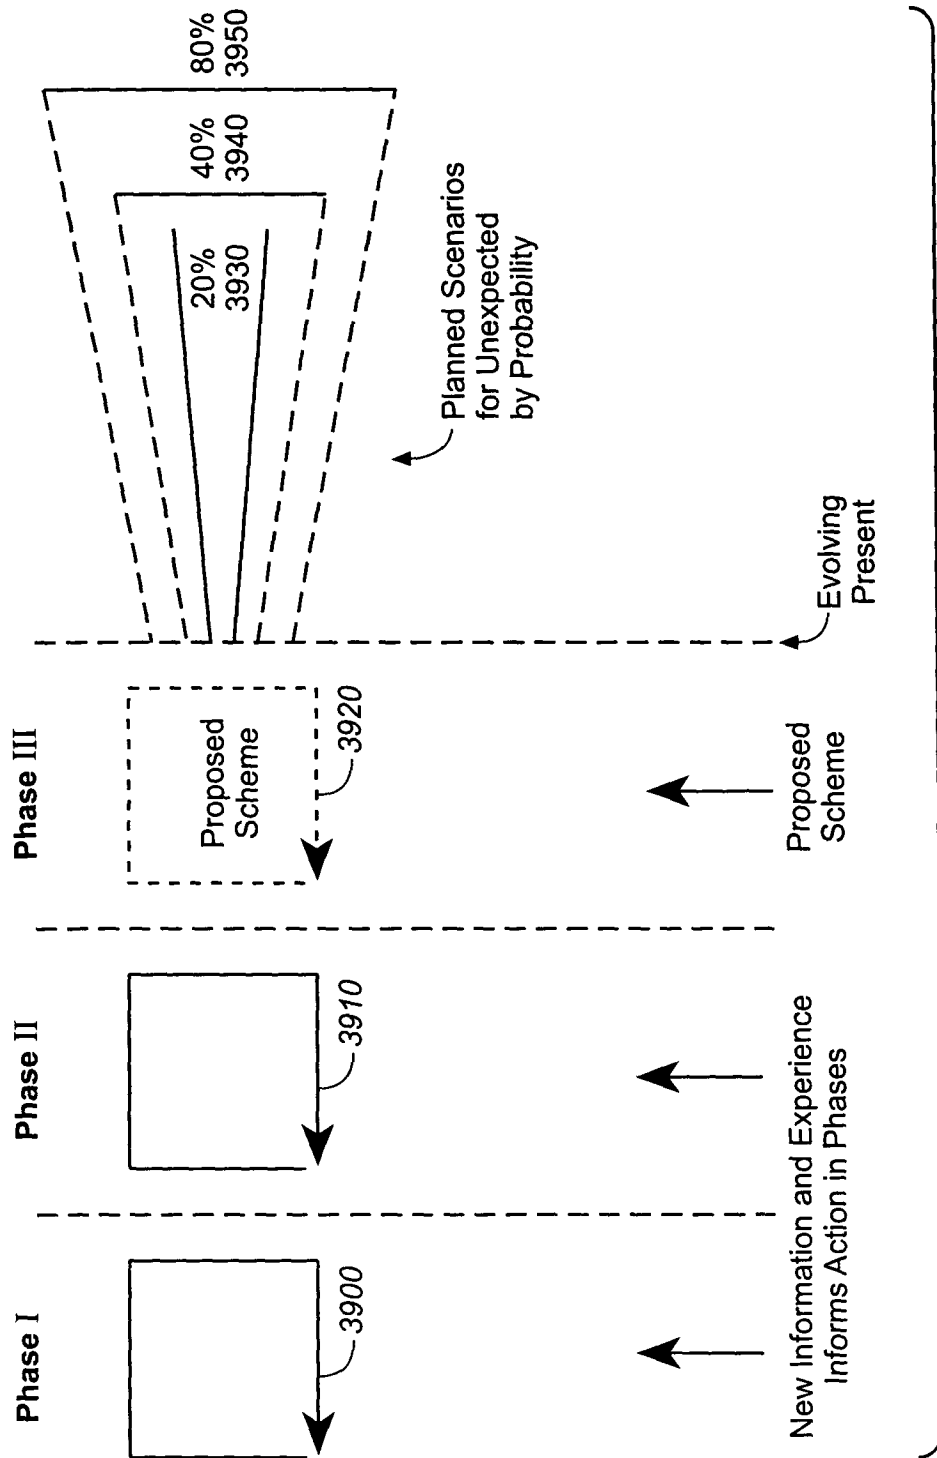 Phase I
Phase II
Phase III
3900
3910
Proposed
Scheme
3920
20%
3930
40%
3940
80%
3950
Planned Scenarios
for Unexpected
by Probability
New Information and Experience
Informs Action in Phases
Proposed
Scheme
Evolving
Present